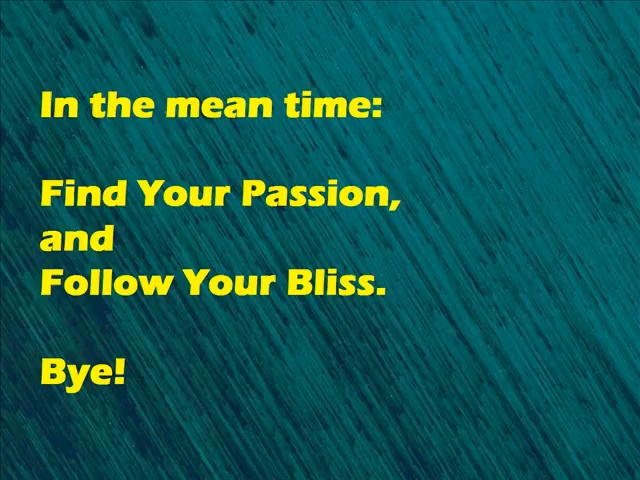 In the mean time:
Find Your Passion,
and
Follow Your Bliss.
Bye!